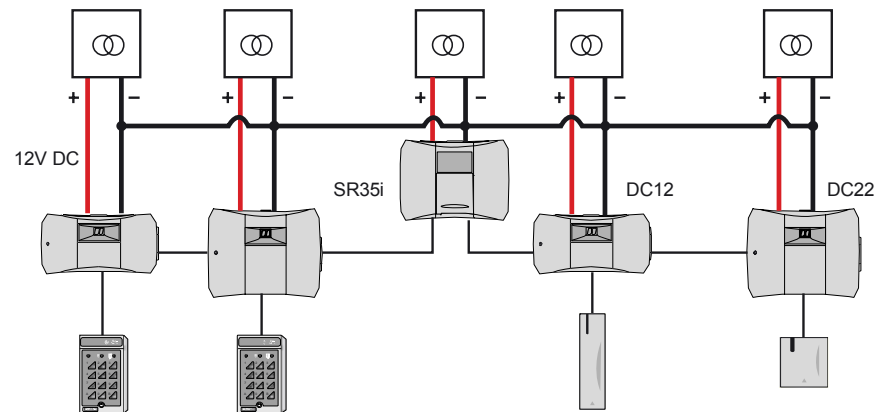 + –
+ –
+ –
+ –
+ –
12V DC
SR35i
DC12
DC22